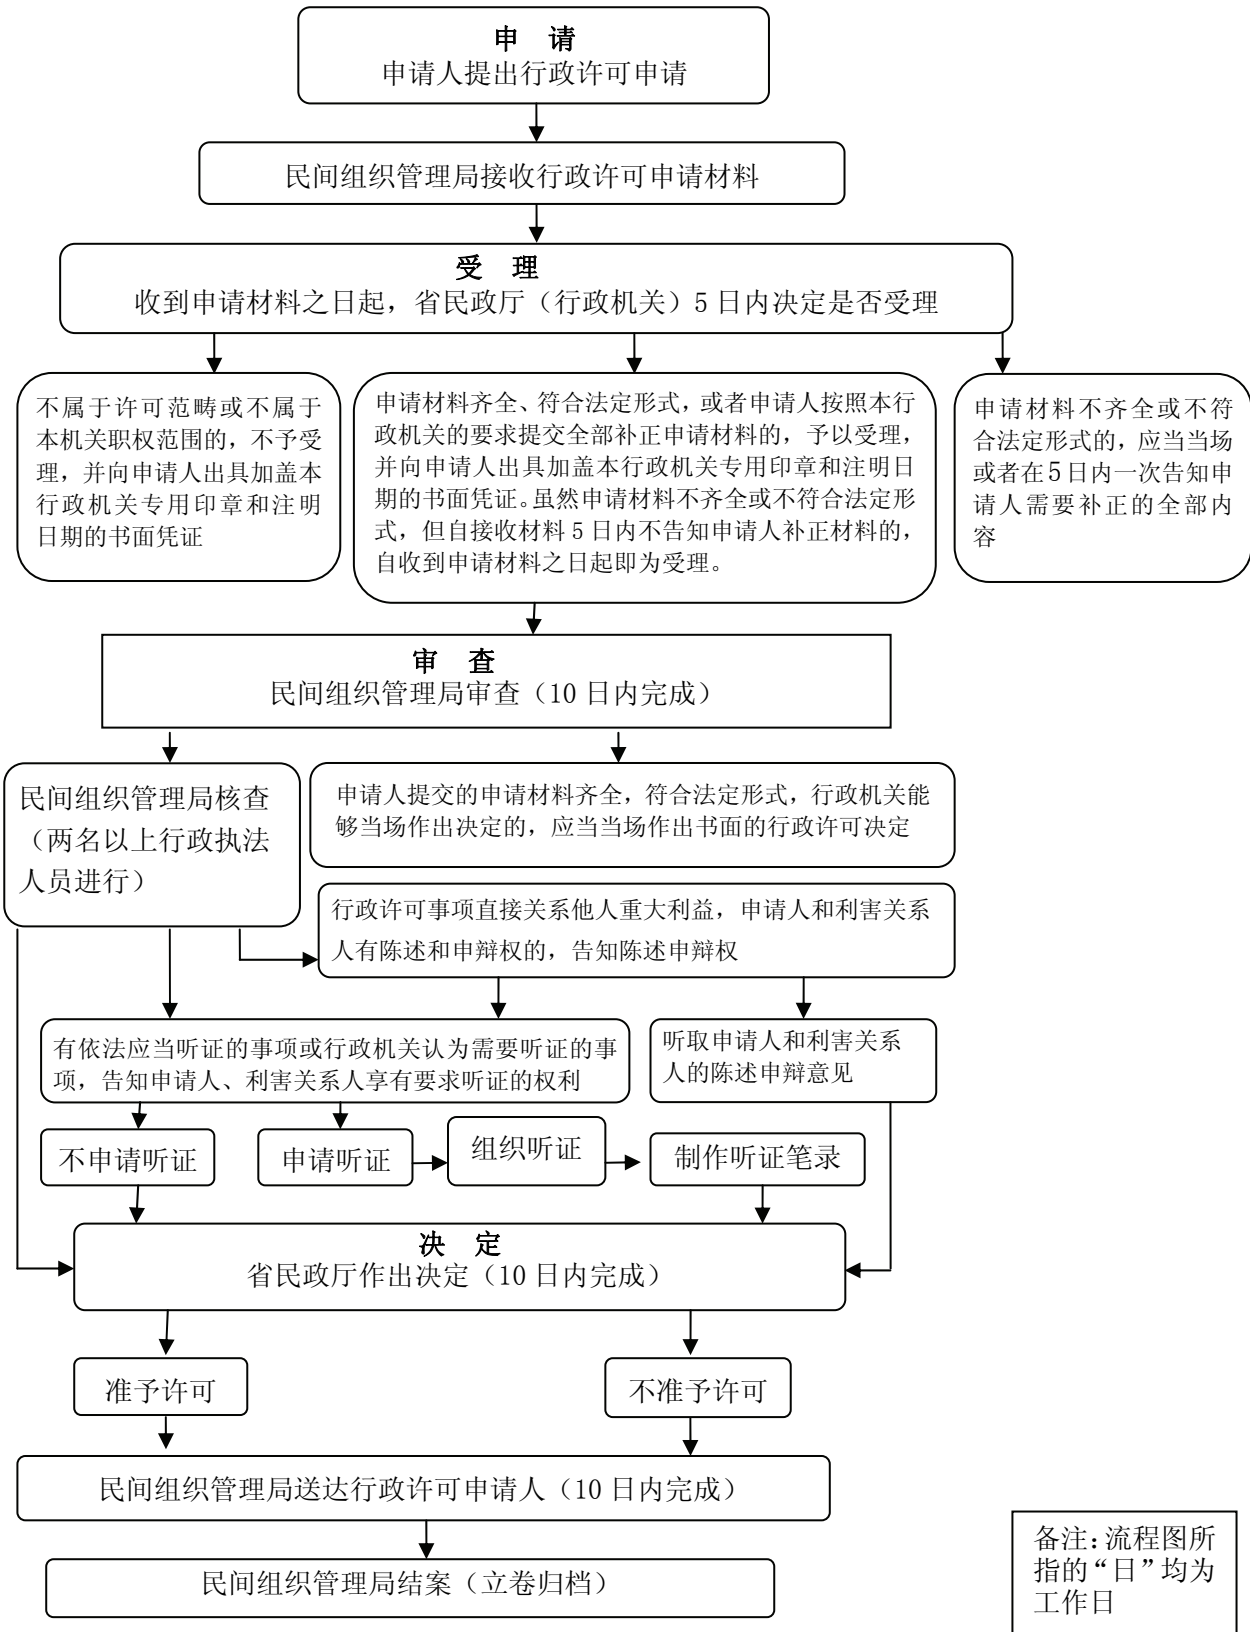 申 请
申请人提出行政许可申请
民间组织管理局接收行政许可申请材料
受 理
收到申请材料之日起，省民政厅（行政机关）5 日内决定是否受理
不属于许可范畴或不属于
本机关职权范围的，不予受
理，并向申请人出具加盖本
行政机关专用印章和注明
日期的书面凭证
申请材料齐全、符合法定形式，或者申请人按照本行
政机关的要求提交全部补正申请材料的，予以受理，
并向申请人出具加盖本行政机关专用印章和注明日
期的书面凭证。虽然申请材料不齐全或不符合法定形
式，但自接收材料 5 日内不告知申请人补正材料的，
自收到申请材料之日起即为受理。
申请材料不齐全或不符
合法定形式的，应当当场
或者在 5 日内一次告知申
请人需要补正的全部内
容
审 查
民间组织管理局审查（10 日内完成）
民间组织管理局核查
（两名以上行政执法
人员进行）
申请人提交的申请材料齐全，符合法定形式，行政机关能
够当场作出决定的，应当当场作出书面的行政许可决定
行政许可事项直接关系他人重大利益，申请人和利害关系
人有陈述和申辩权的，告知陈述申辩权
有依法应当听证的事项或行政机关认为需要听证的事
项，告知申请人、利害关系人享有要求听证的权利
听取申请人和利害关系
人的陈述申辩意见
不申请听证
申请听证
组织听证
制作听证笔录
决 定
省民政厅作出决定（10 日内完成）
准予许可
不准予许可
民间组织管理局送达行政许可申请人（10 日内完成）
民间组织管理局结案（立卷归档）
备注：流程图所
指的“日”均为
工作日